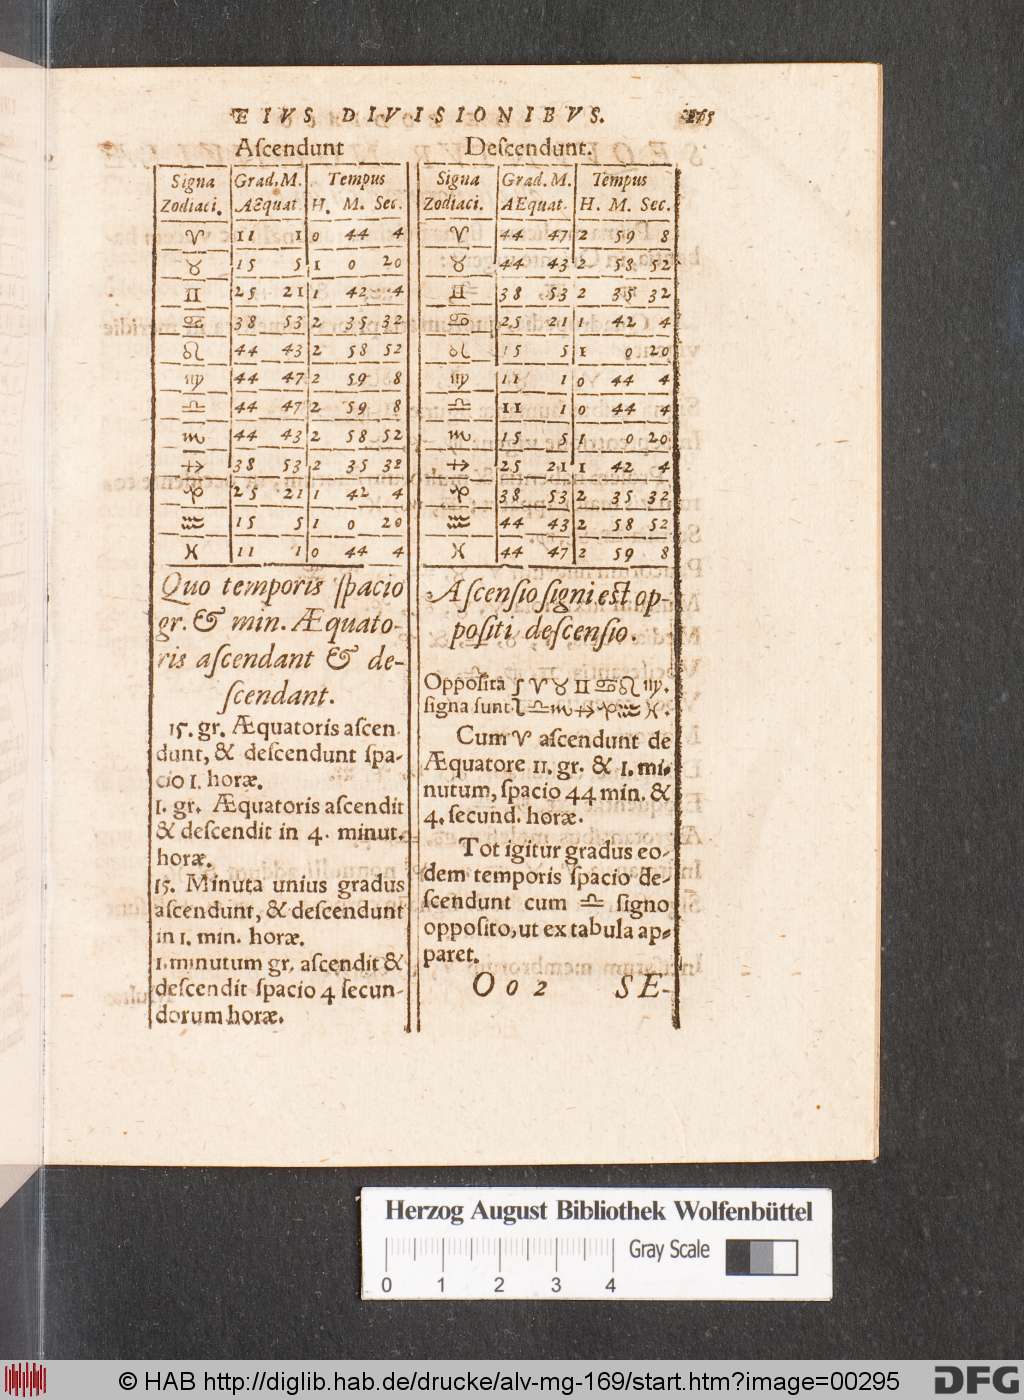 EIVS DIVISIONIBVS.
Ascendunt
Signa Grad. M. Tempus
Zodiaci. AEquat H. M. Sec.
♈ 11 1 0 44 4
♉ 15 5 1 0 20
♊ 25 21 1 42 4
♋ 38 53 2 35 32
♌ 44 43 2 58 52
♍ 44 47 2 59 8
♎ 44 47 2 59 8
♏ 44 43 2 58 52
♐ 38 53 2 35 32
♑ 25 21 1 42 4
♒ 15 5 1 0 20
♓ 11 1 0 44 4
Quo temporis ſpacio
gr. & min. Æquato-
ris aſcendant & de-
ſcendant.
15. gr. Æquatoris aſcen
dunt, & deſcendunt ſpa-
cio 1. horæ.
1. gr. Æquatoris aſcendit
& deſcendit in 4. minut.
horæ.
15. Minuta unius gradus
aſcendunt, & deſcendunt
in 1. min. horæ.
1. minutum gr. aſcendit &
deſcendit ſpacio 4 ſecun-
dorum horæ.
Deſcendunt.
Signa Grad. M. Tempus
Zodiaci. AEquat. H. M. Sec.
♈ 44 47 2 59 8
♉ 44 43 2 58 52
♊ 38 53 2 35 32
♋ 25 21 1 42 4
♌ 15 5 1 0 20
♍ 11 1 0 44 4
♎ 11 1 0 44 4
♏ 15 5 1 0 20
♐ 25 21 1 42 4
♑ 38 53 2 35 32
♒ 44 43 2 58 52
♓ 44 47 2 59 8
Aſcenſio ſigni eſt op-
poſiti deſcenſio.
Oppoſita ♈ ♉ ♊ ♋ ♌ ♍.
ſigna ſunt ♎ ♏ ♐ ♑ ♒ ♓.
Cum ♈ aſcendunt de
Æquatore 11. gr. & 1. mi-
nutum, ſpacio 44 min. &
4. ſecund. horæ.
Tot igitur gradus eo-
dem temporis ſpacio de-
ſcendunt cum ♎ ſigno
oppoſito, ut ex tabula ap-
paret.
Oo 2 SE-
Herzog August Bibliothek Wolfenbüttel
Gray Scale
0 1 2 3 4
© HAB http://diglib.hab.de/drucke/alv-mg-169/start.htm?image=00295
DFG